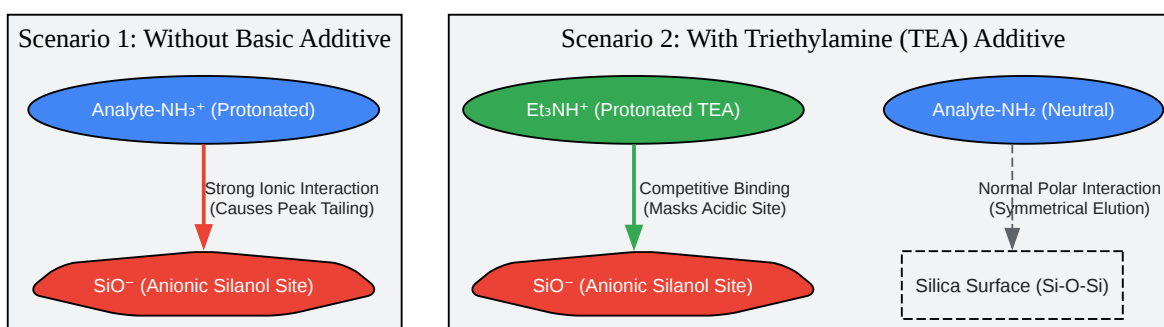 Scenario 1: Without Basic Additive
Analyte-NH₃⁺ (Protonated)
Strong Ionic Interaction
(Causes Peak Tailing)
SiO⁻ (Anionic Silanol Site)
Scenario 2: With Triethylamine (TEA) Additive
Et₃NH⁺ (Protonated TEA)
Analyte-NH₂ (Neutral)
Competitive Binding
(Masks Acidic Site)
Normal Polar Interaction
(Symmetrical Elution)
SiO⁻ (Anionic Silanol Site)
Silica Surface (Si-O-Si)